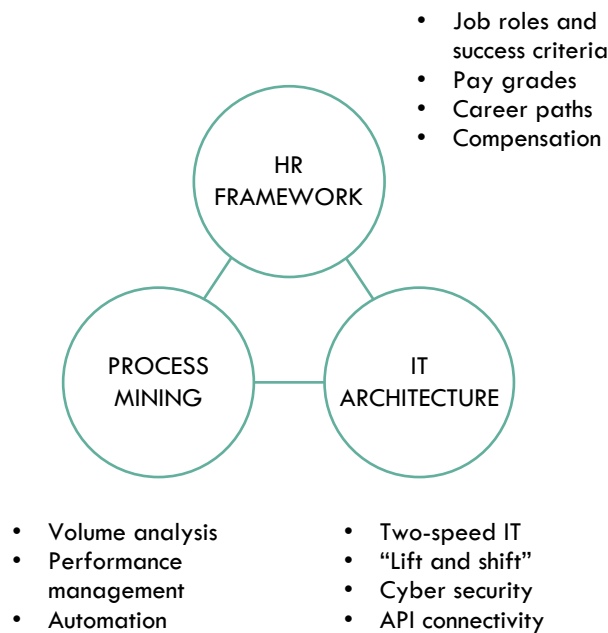 • Job roles and
success criteria
• Pay grades
• Career paths
• Compensation
HR
FRAMEWORK
PROCESS
MINING
IT
ARCHITECTURE
• Volume analysis
• Performance
management
• Automation
• Two-speed IT
• “Lift and shift”
• Cyber security
• API connectivity